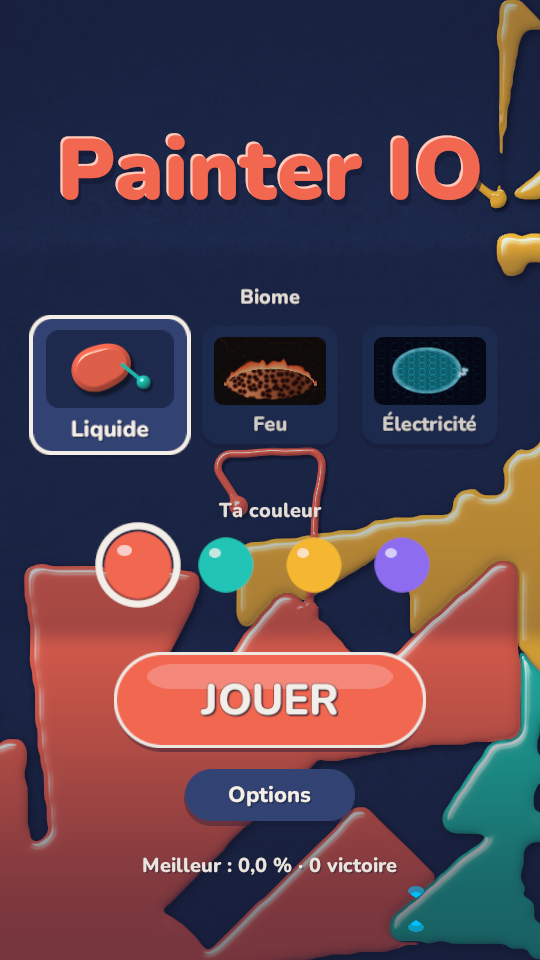 Painter IO
Biome
Liquide
Feu
Électricité
Ta couleur
JOUER
Options
Meilleur : 0,0 % · 0 victoire